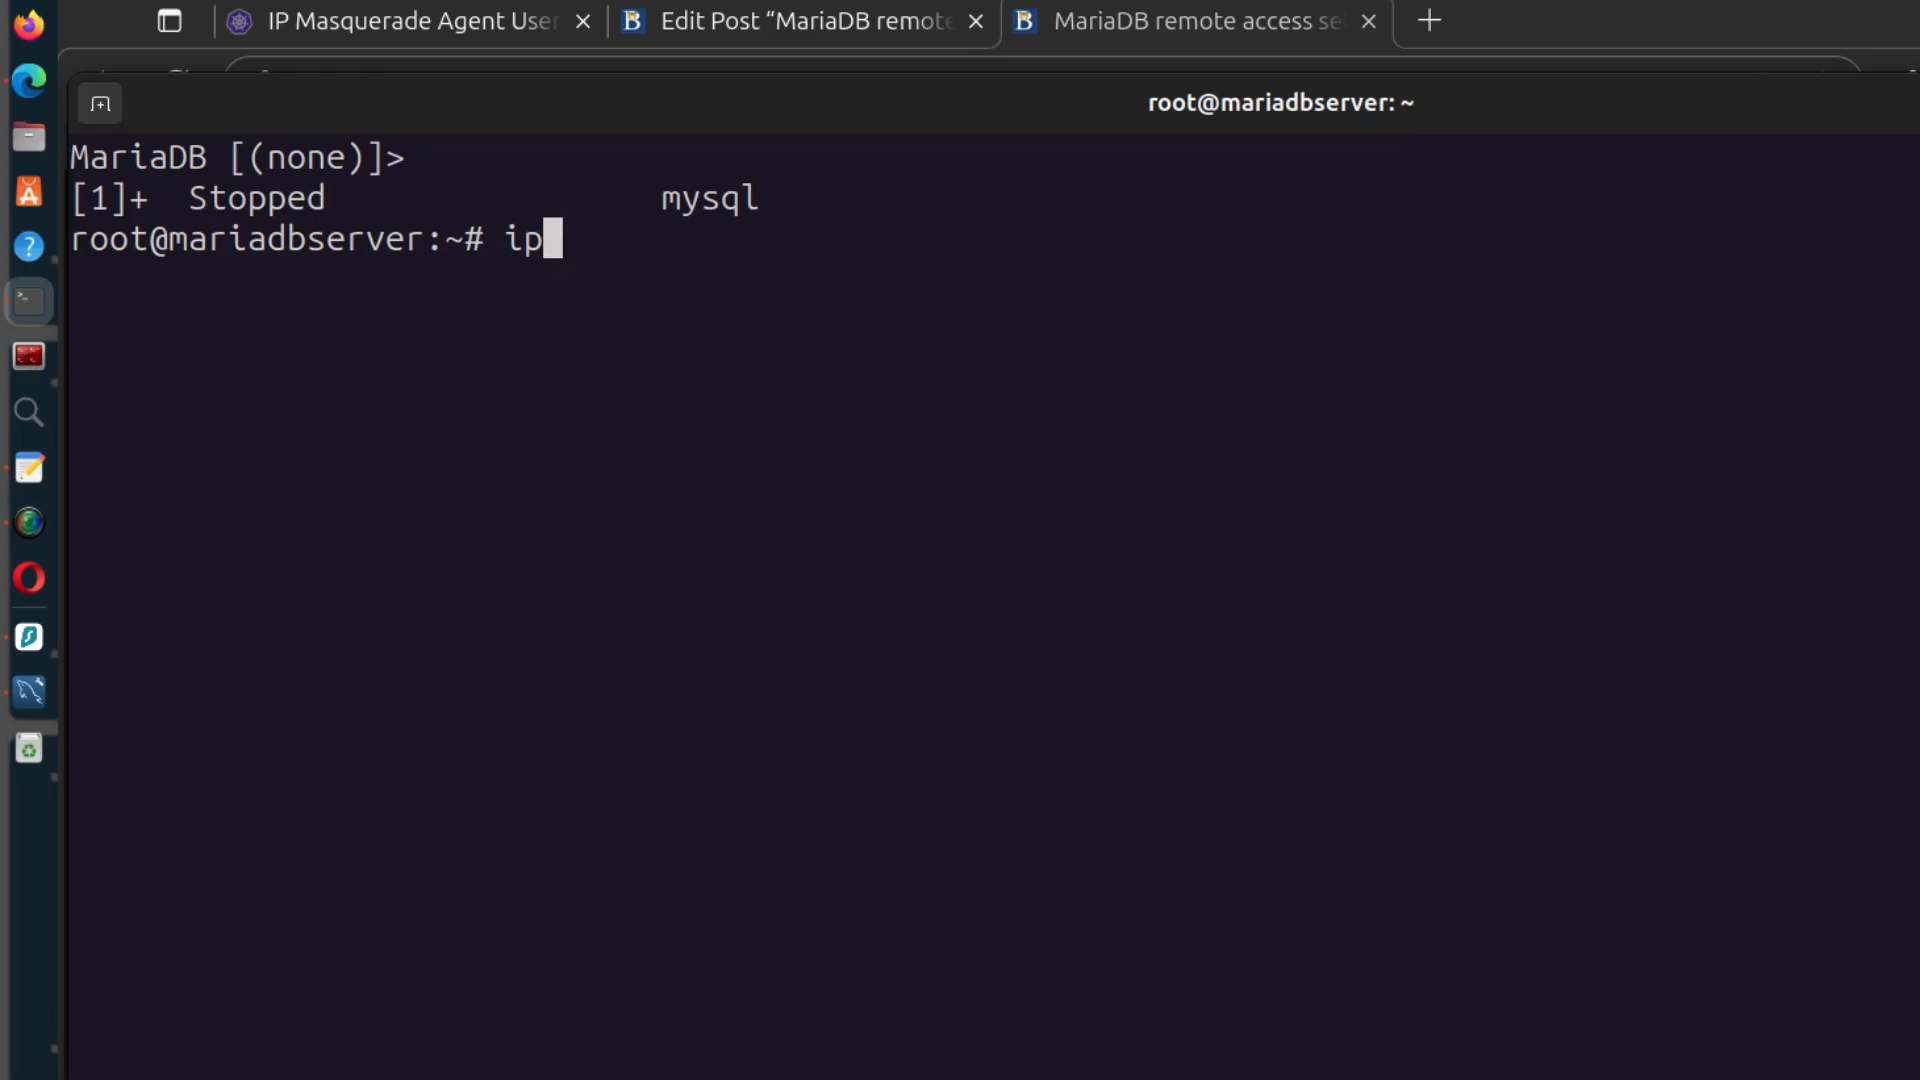 IP Masquerade Agent User
Edit Post “MariaDB remote
MariaDB remote access se
root@mariadbserver: ~
MariaDB [(none)]>
[1]+  Stopped                 mysql
root@mariadbserver:~# ip